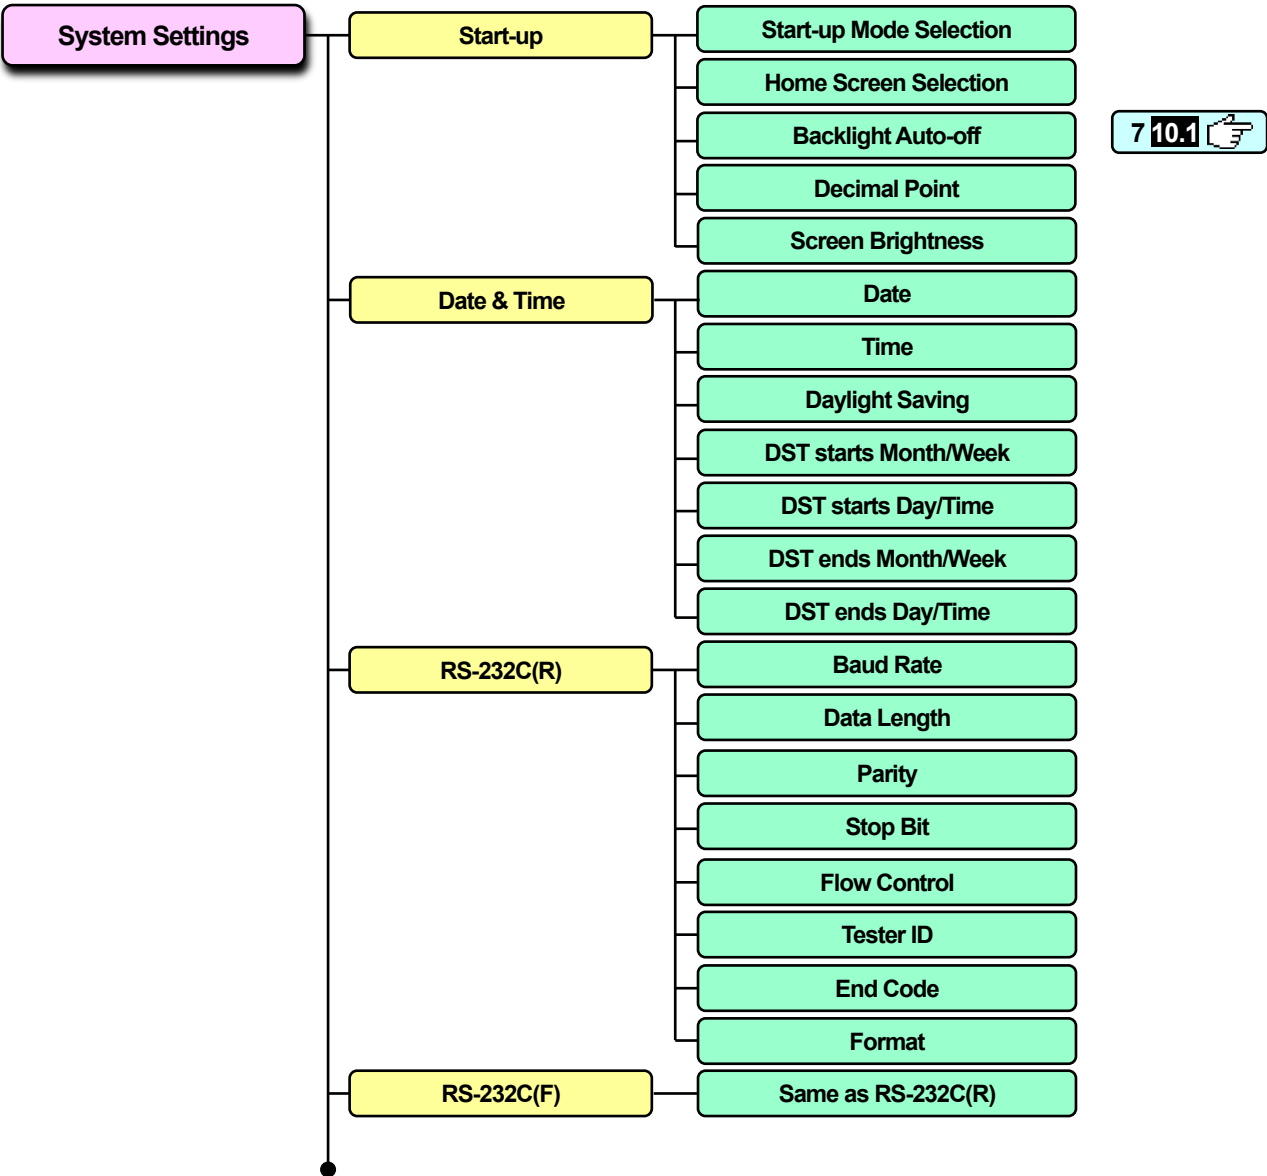 System Settings
Start-up
Start-up Mode Selection
Home Screen Selection
Backlight Auto-off
7 10.1
Decimal Point
Screen Brightness
Date & Time
Date
Time
Daylight Saving
DST starts Month/Week
DST starts Day/Time
DST ends Month/Week
DST ends Day/Time
RS-232C(R)
Baud Rate
Data Length
Parity
Stop Bit
Flow Control
Tester ID
End Code
Format
RS-232C(F)
Same as RS-232C(R)